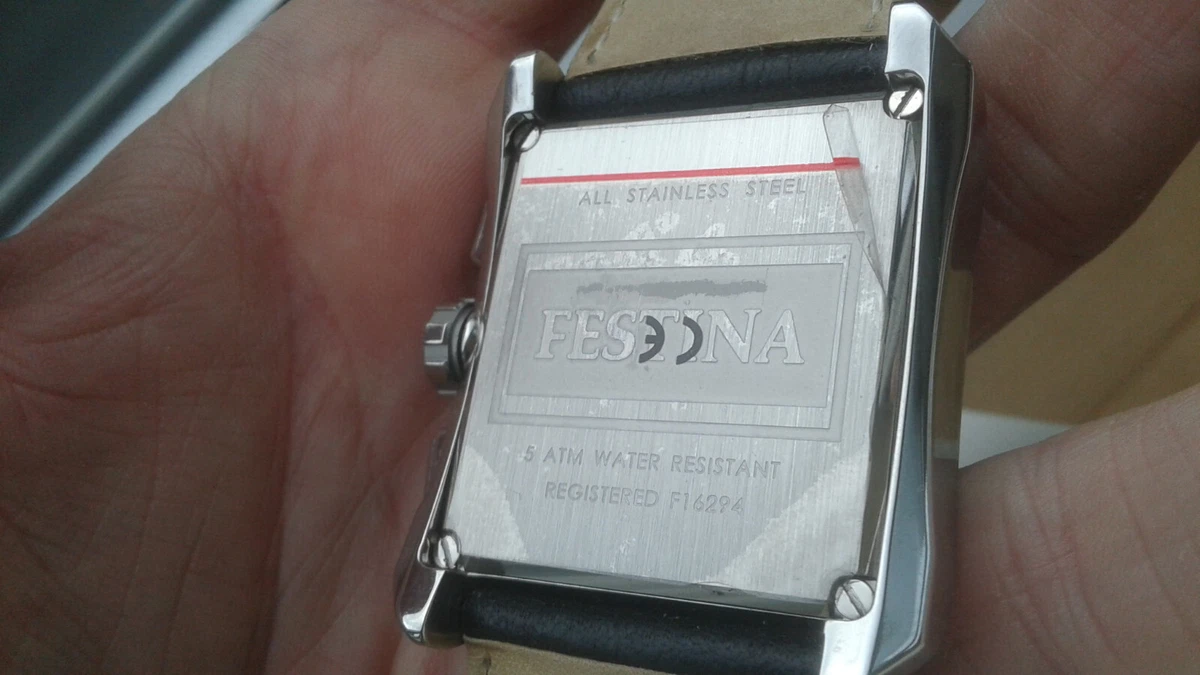 ALL STAINLESS STEEL
FESTINA
5 ATM WATER RESISTANT
REGISTERED F16294